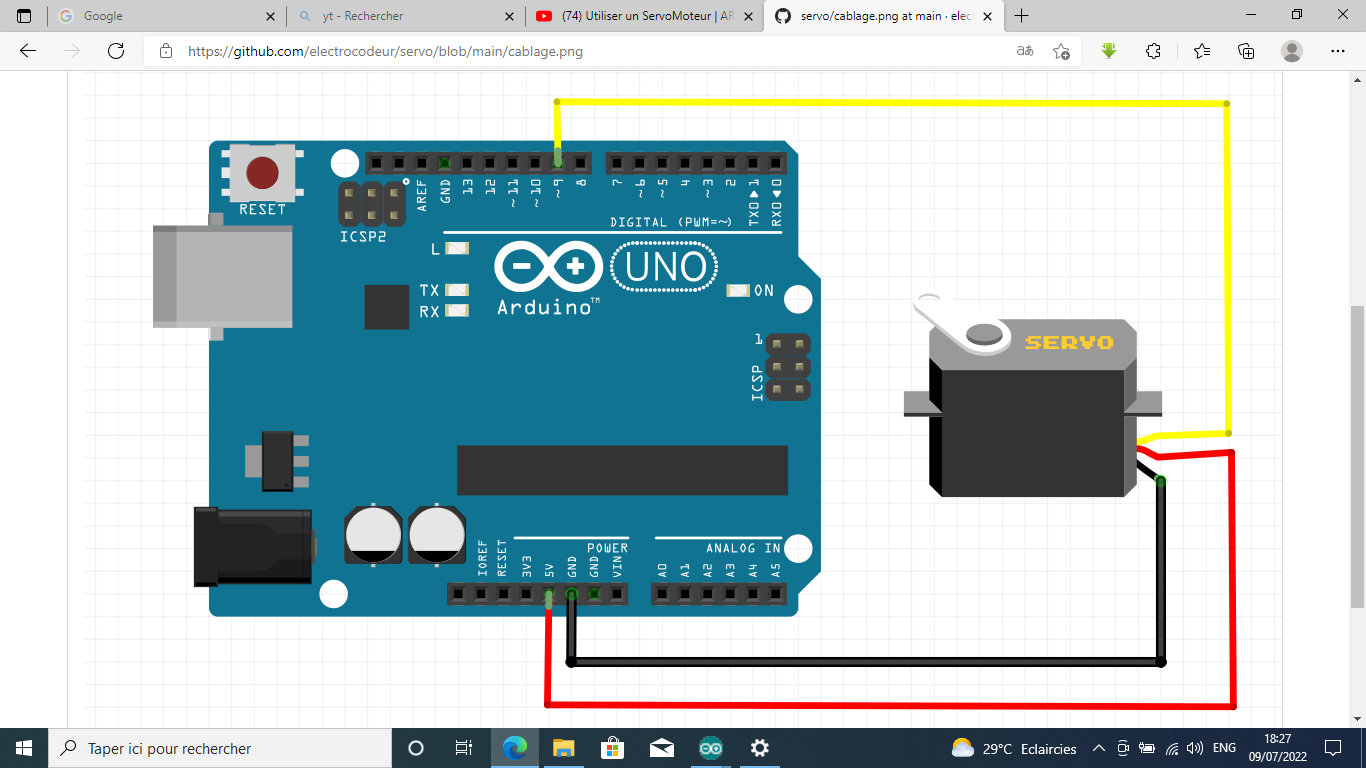 Google
yt - Rechercher
(74) Utiliser un ServoMoteur | AR
servo/cablage.png at main · elec
https://github.com/electrocodeur/servo/blob/main/cablage.png
aあ
RESET
ICSP2
AREF
GND
13
12
~11
~10
~9
8
7
~6
~5
4
~3
2
TX0▶1
RX0◀0
DIGITAL (PWM=~)
L
TX
RX
UNO
Arduino™
ON
1
ICSP
SERVO
IOREF
RESET
3V3
5V
GND
GND
VIN
POWER
ANALOG IN
A0
A1
A2
A3
A4
A5
Taper ici pour rechercher
29°C Eclaircies
ENG
18:27
09/07/2022